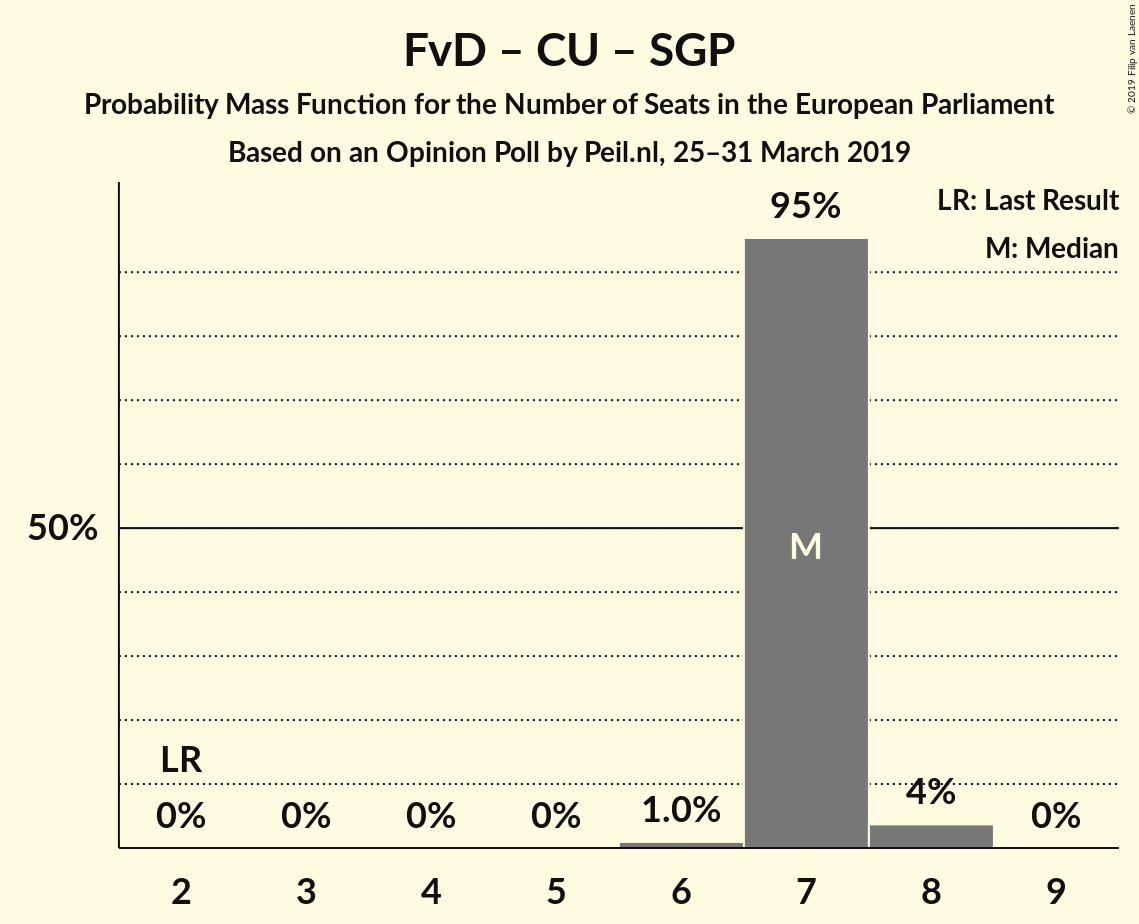 FvD – CU – SGP
Probability Mass Function for the Number of Seats in the European Parliament
Based on an Opinion Poll by Peil.nl, 25–31 March 2019
© 2019 Filip van Laenen
LR: Last Result
M: Median
95%
50%
M
LR
0% 0% 0% 0% 1.0% 4% 0%
2 3 4 5 6 7 8 9